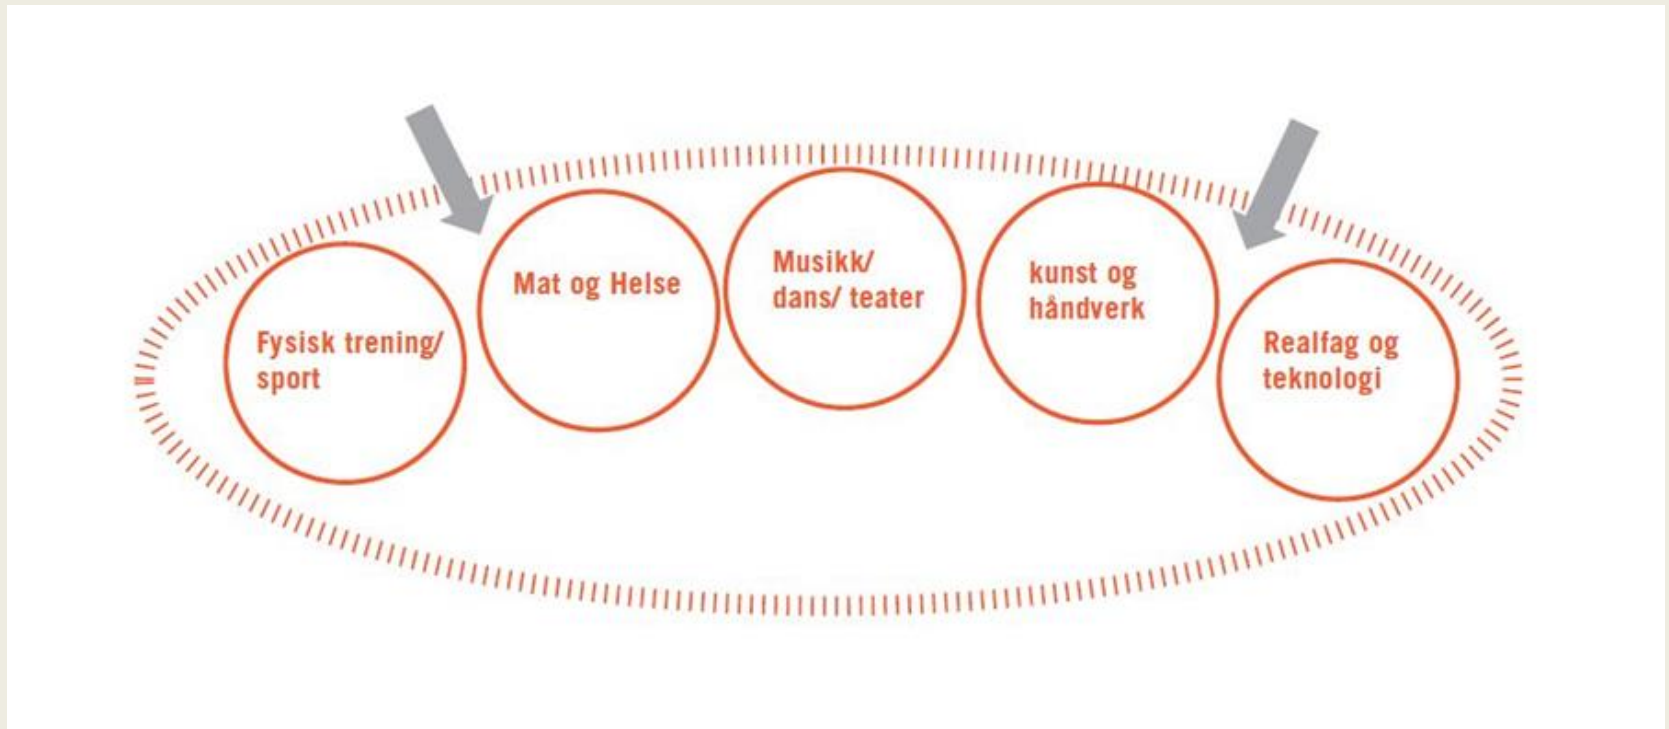 Fysisk trening/
sport
Mat og Helse
Musikk/
dans/ teater
kunst og
håndverk
Realfag og
teknologi